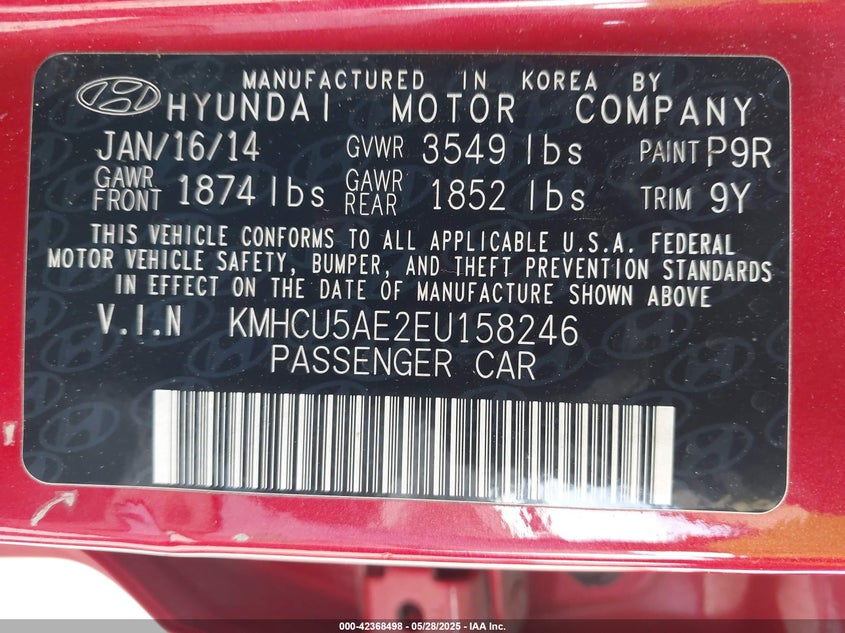 MANUFACTURED IN KOREA BY
HYUNDAI MOTOR COMPANY
JAN/16/14 GVWR 3549 lbs PAINT P9R
GAWR FRONT 1874 lbs GAWR REAR 1852 lbs TRIM 9Y
THIS VEHICLE CONFORMS TO ALL APPLICABLE U.S.A. FEDERAL
MOTOR VEHICLE SAFETY, BUMPER, AND THEFT PREVENTION STANDARDS
IN EFFECT ON THE DATE OF MANUFACTURE SHOWN ABOVE
V.I.N KMHCU5AE2EU158246
PASSENGER CAR
000-42368498 - 05/28/2025 - IAA Inc.